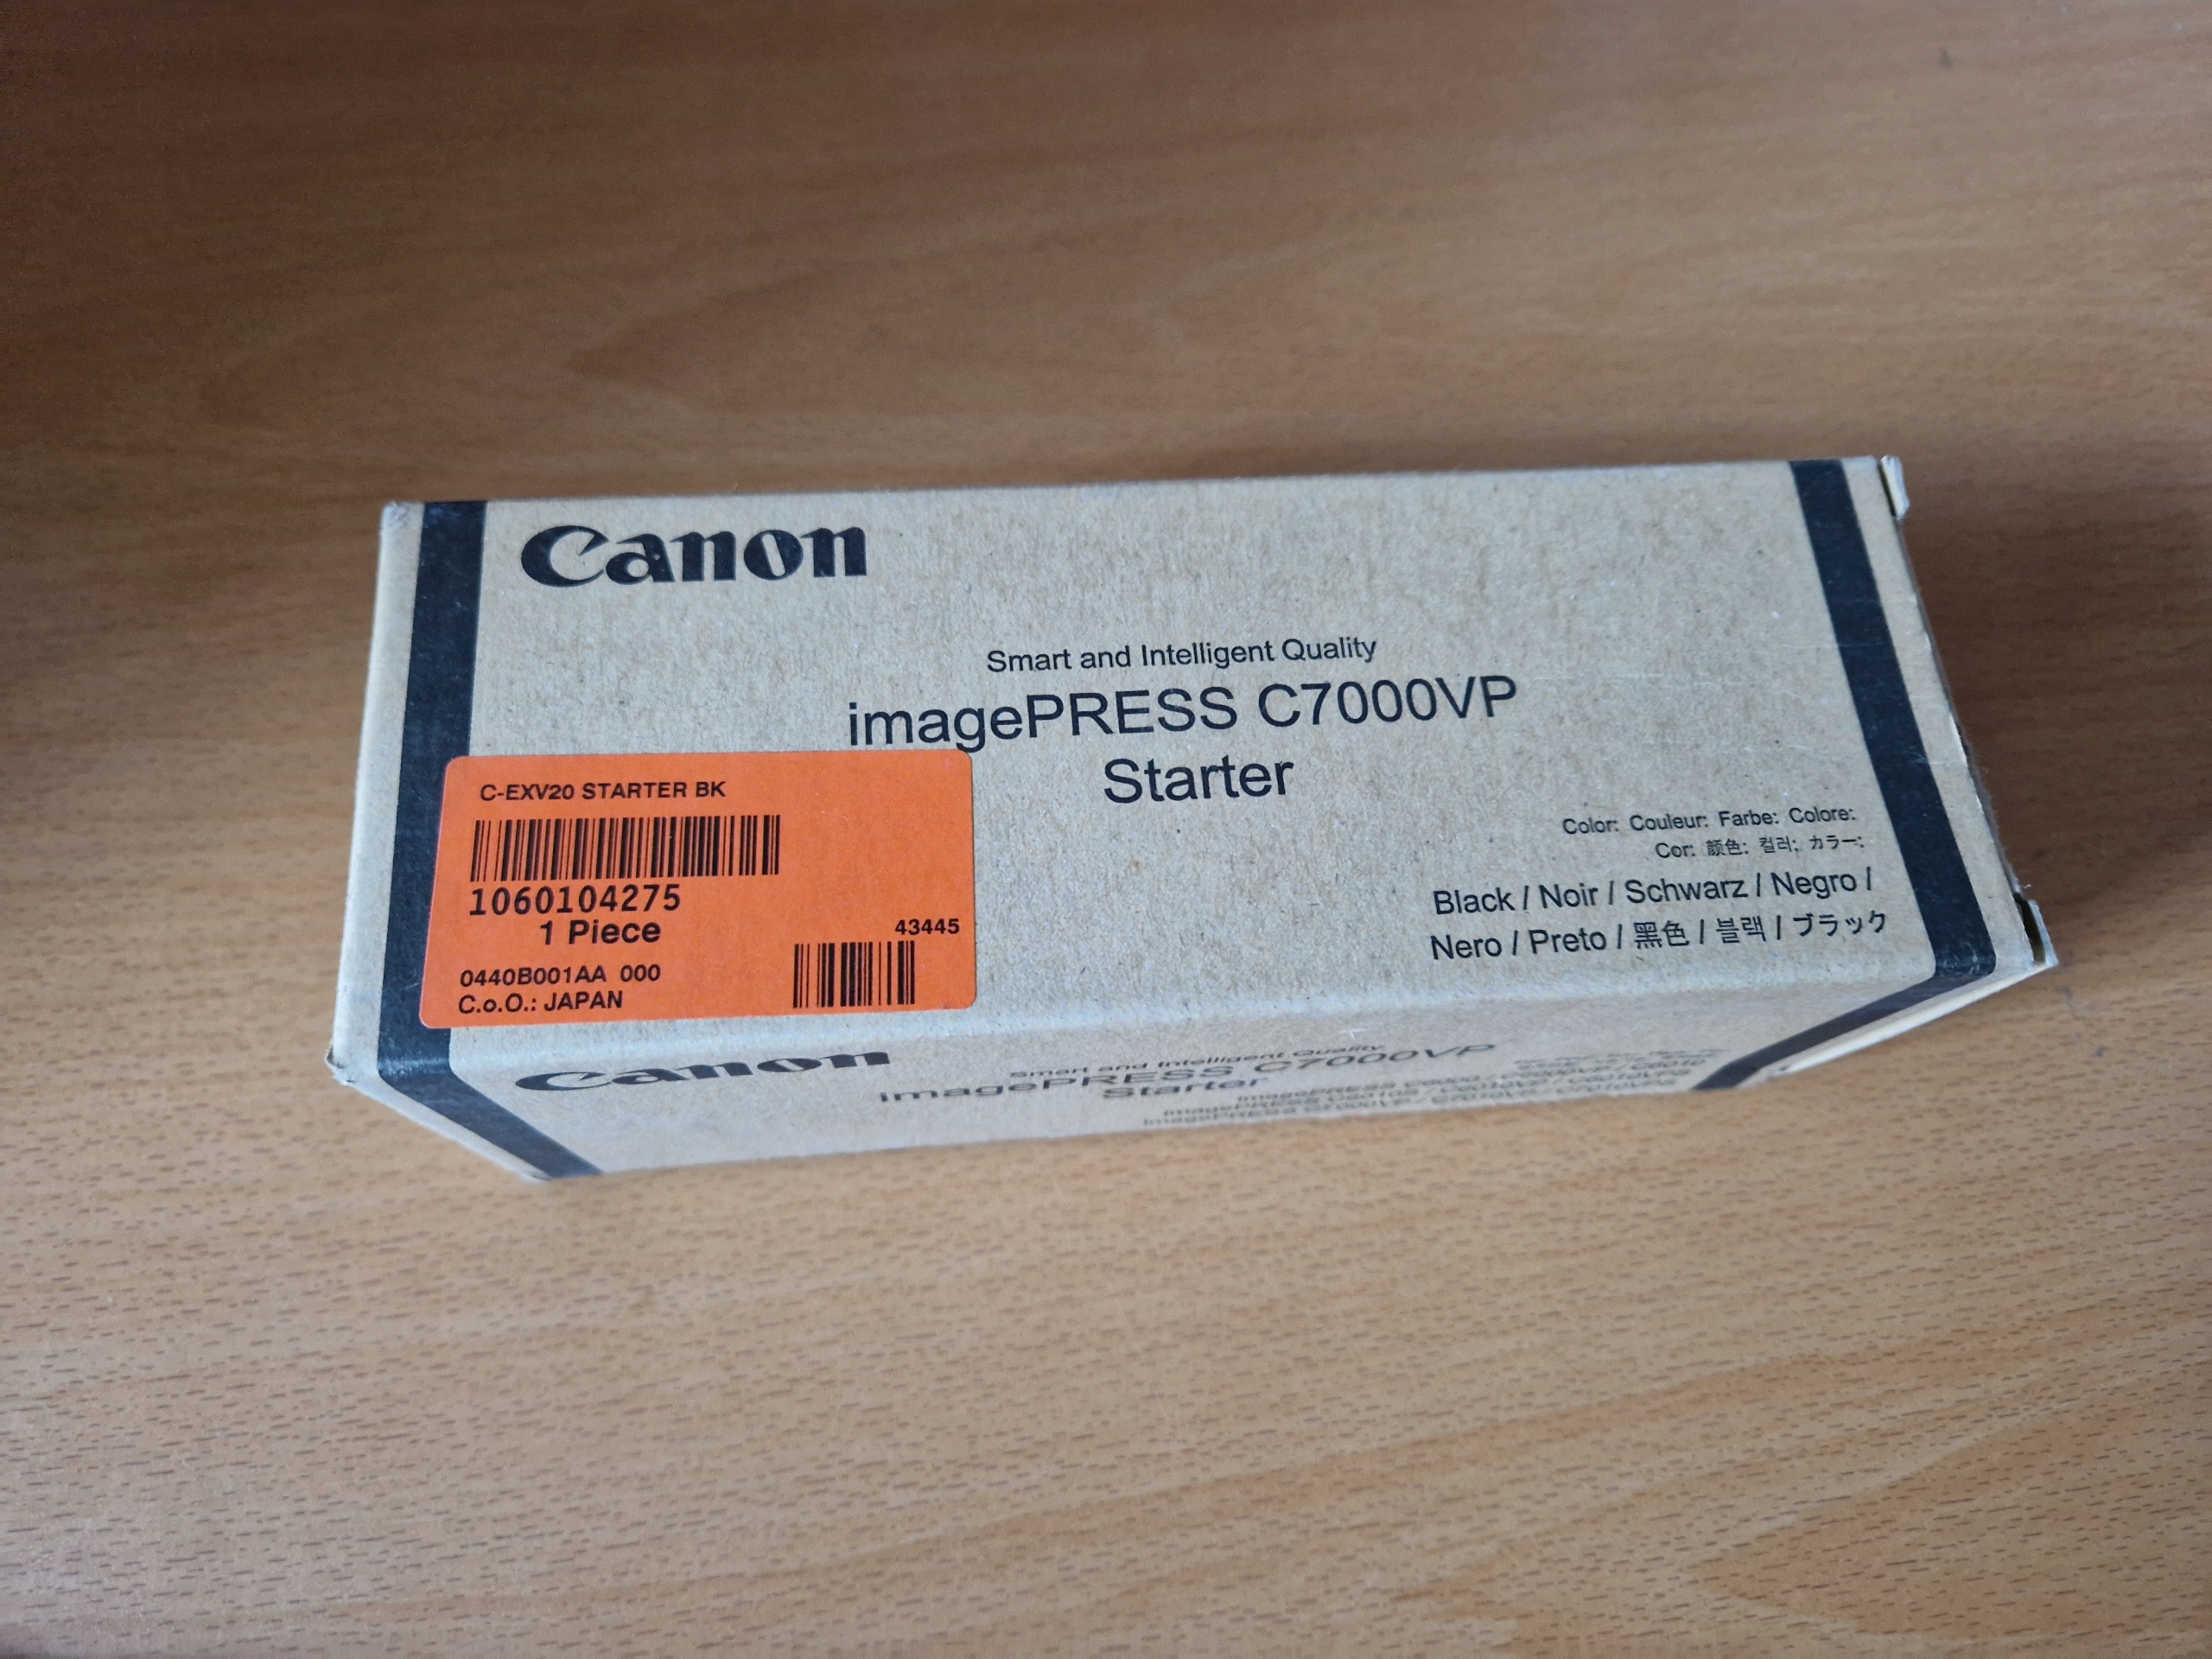 Canon
Smart and Intelligent Quality
imagePRESS C7000VP
Starter
C-EXV20 STARTER BK
1060104275
1 Piece
43445
0440B001AA 000
C.o.O.: JAPAN
Color: Couleur: Farbe: Colore:
Cor: 颜色: 컬러: カラー:
Black / Noir / Schwarz / Negro /
Nero / Preto / 黑色 / 블랙 / ブラック
Canon
Smart and Intelligent Quality
imagePRESS C7000VP
Starter